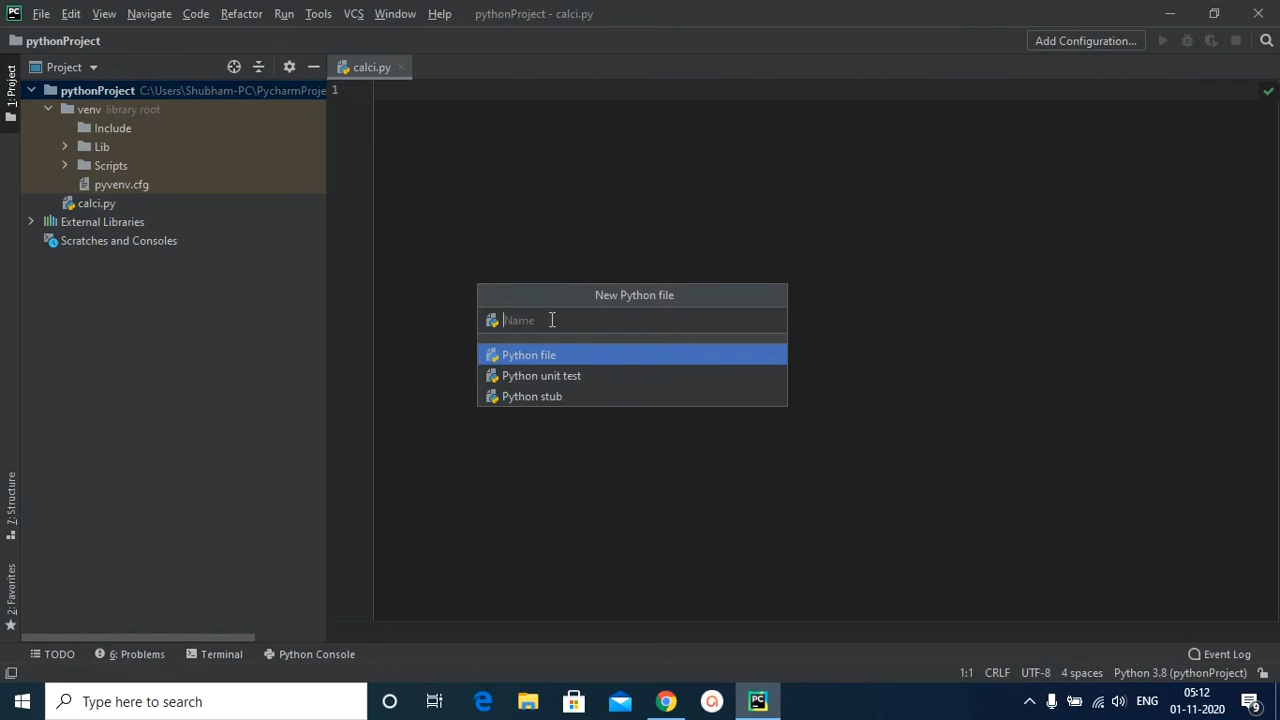 PC File Edit View Navigate Code Refactor Run Tools VCS Window Help pythonProject - calci.py
pythonProject
Add Configuration...
1: Project
Project
calci.py
pythonProject C:\Users\Shubham-PC\PycharmProje
1
venv library root
Include
Lib
Scripts
pyvenv.cfg
calci.py
External Libraries
Scratches and Consoles
New Python file
Name
Python file
Python unit test
Python stub
7: Structure
2: Favorites
TODO
6: Problems
Terminal
Python Console
Event Log
1:1 CRLF UTF-8 4 spaces Python 3.8 (pythonProject)
Type here to search
PC
ENG
05:12
01-11-2020
9